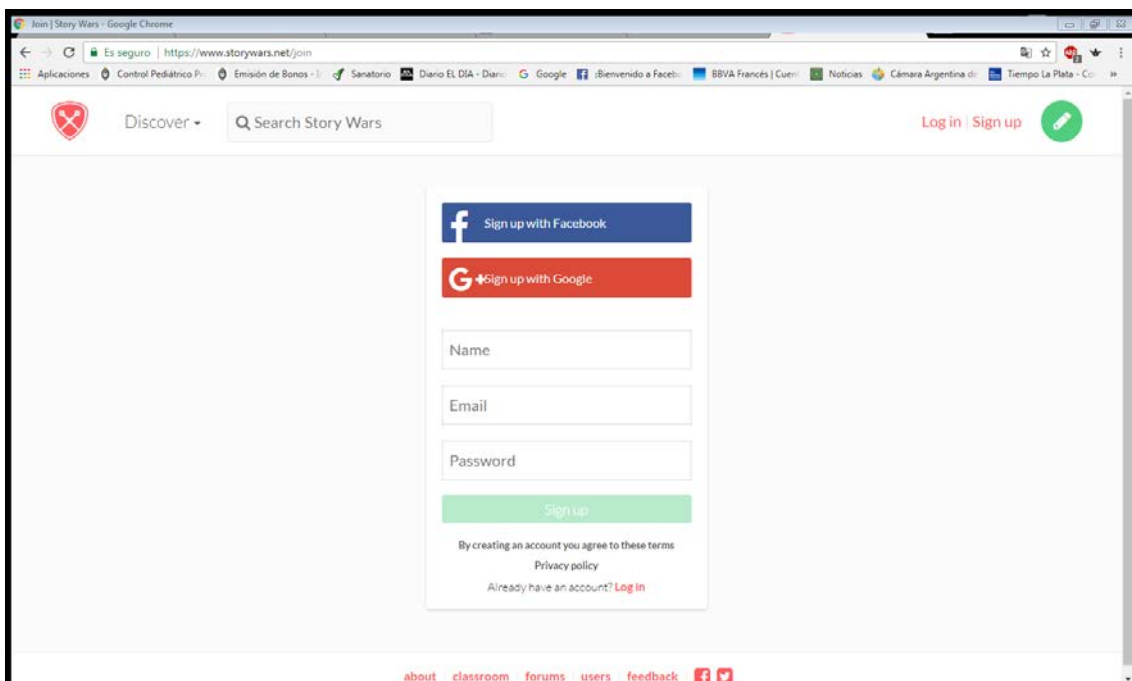 Join | Story Wars - Google Chrome
Es seguro | https://www.storywars.net/join
Aplicaciones Control Pediátrico Emisión de Bonos - Sanatorio Diario EL DIA - Diario G Google :Bienvenido a Faceb BBVA Francés | Cuen Noticias Cámara Argentina de Tiempo La Plata - Co »
Discover Search Story Wars Log in | Sign up
Sign up with Facebook
G+ Sign up with Google
Name
Email
Password
Sign up
By creating an account you agree to these terms
Privacy policy
Already have an account? Log in
about classroom forums users feedback